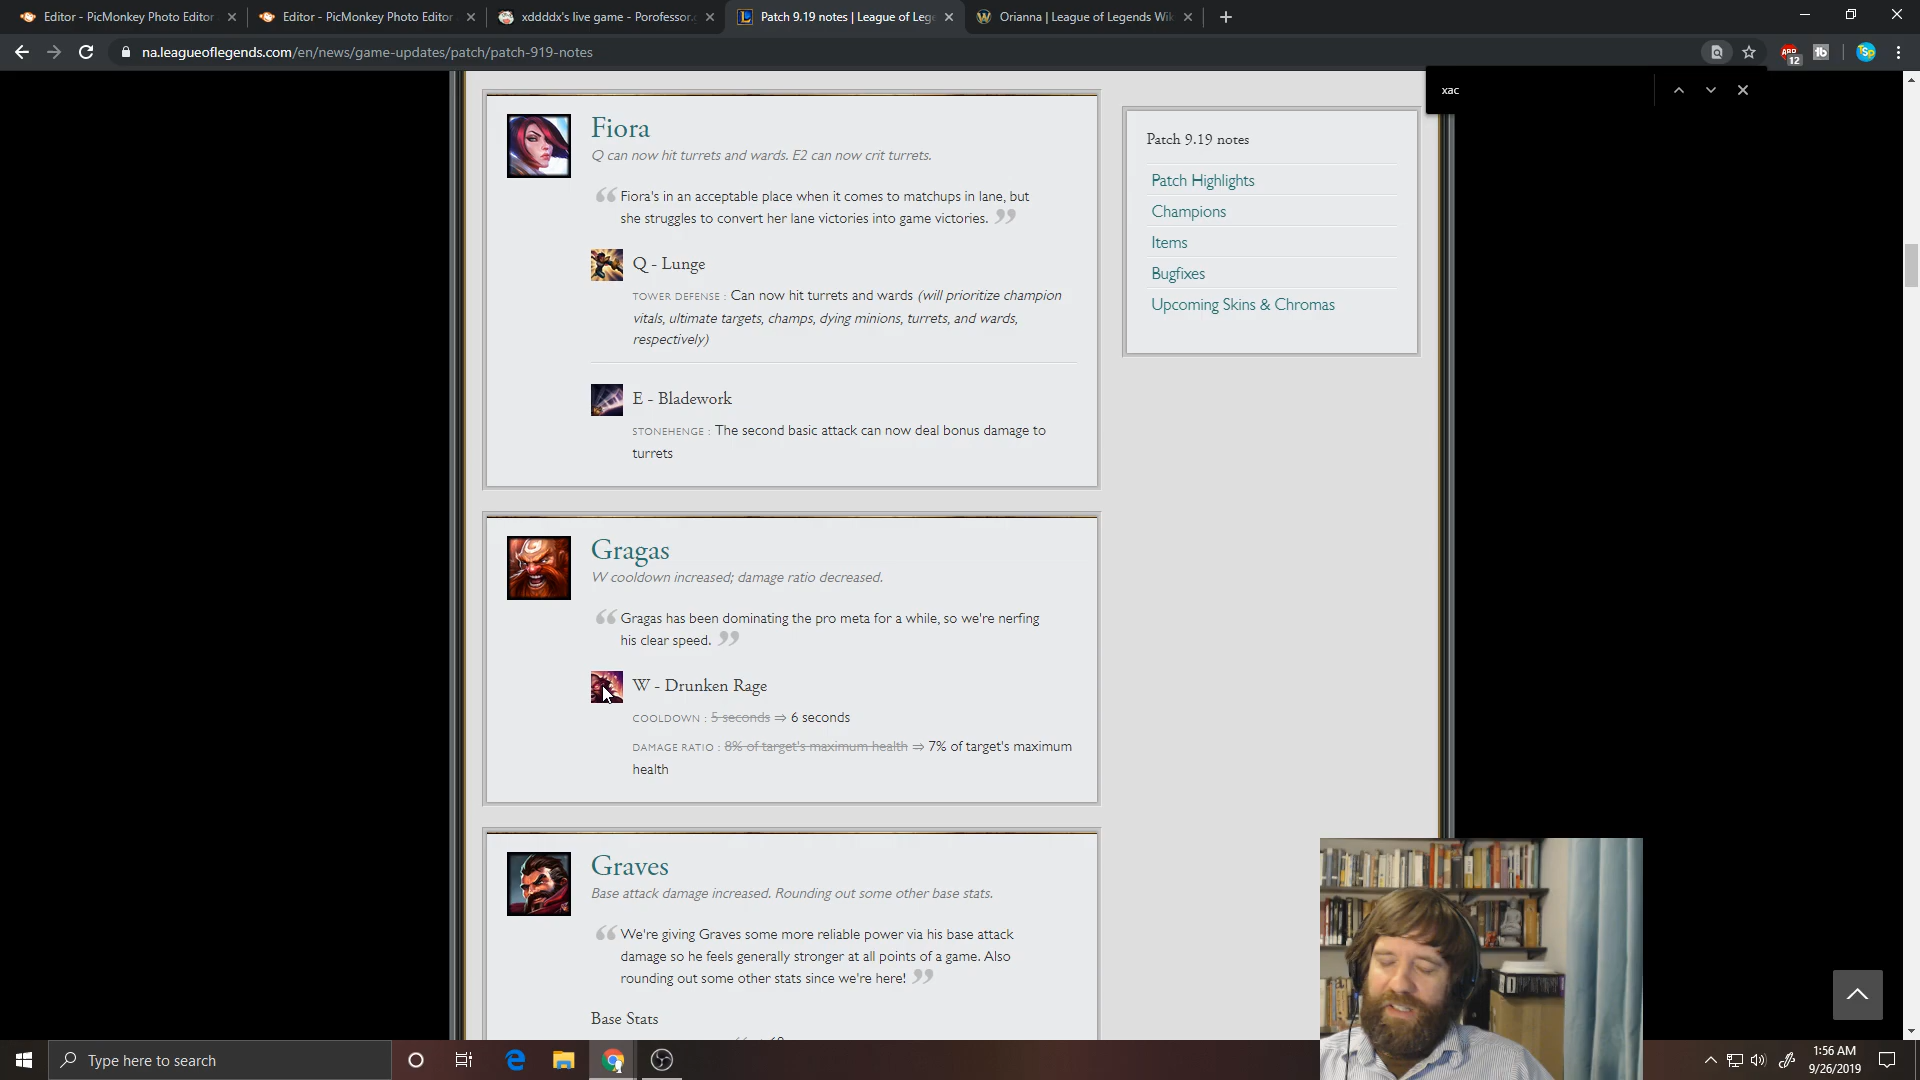 Editor - PicMonkey Photo Editor
Editor - PicMonkey Photo Editor
xddddx's live game - Porofessor.g
Patch 9.19 notes | League of Leg
Orianna | League of Legends Wik
na.leagueoflegends.com/en/news/game-updates/patch/patch-919-notes
ABD
12
tb
TSp
xac
Fiora
Q can now hit turrets and wards. E2 can now crit turrets.
“ Fiora's in an acceptable place when it comes to matchups in lane, but
she struggles to convert her lane victories into game victories. ”
Q - Lunge
TOWER DEFENSE : Can now hit turrets and wards (will prioritize champion
vitals, ultimate targets, champs, dying minions, turrets, and wards,
respectively)
E - Bladework
STONEHENGE : The second basic attack can now deal bonus damage to
turrets
Gragas
W cooldown increased; damage ratio decreased.
“ Gragas has been dominating the pro meta for a while, so we're nerfing
his clear speed. ”
W - Drunken Rage
COOLDOWN : 5 seconds ⇒ 6 seconds
DAMAGE RATIO : 8% of target's maximum health ⇒ 7% of target's maximum
health
Graves
Base attack damage increased. Rounding out some other base stats.
“ We're giving Graves some more reliable power via his base attack
damage so he feels generally stronger at all points of a game. Also
rounding out some other stats since we're here! ”
Base Stats
Patch 9.19 notes
Patch Highlights
Champions
Items
Bugfixes
Upcoming Skins & Chromas
Type here to search
1:56 AM
9/26/2019